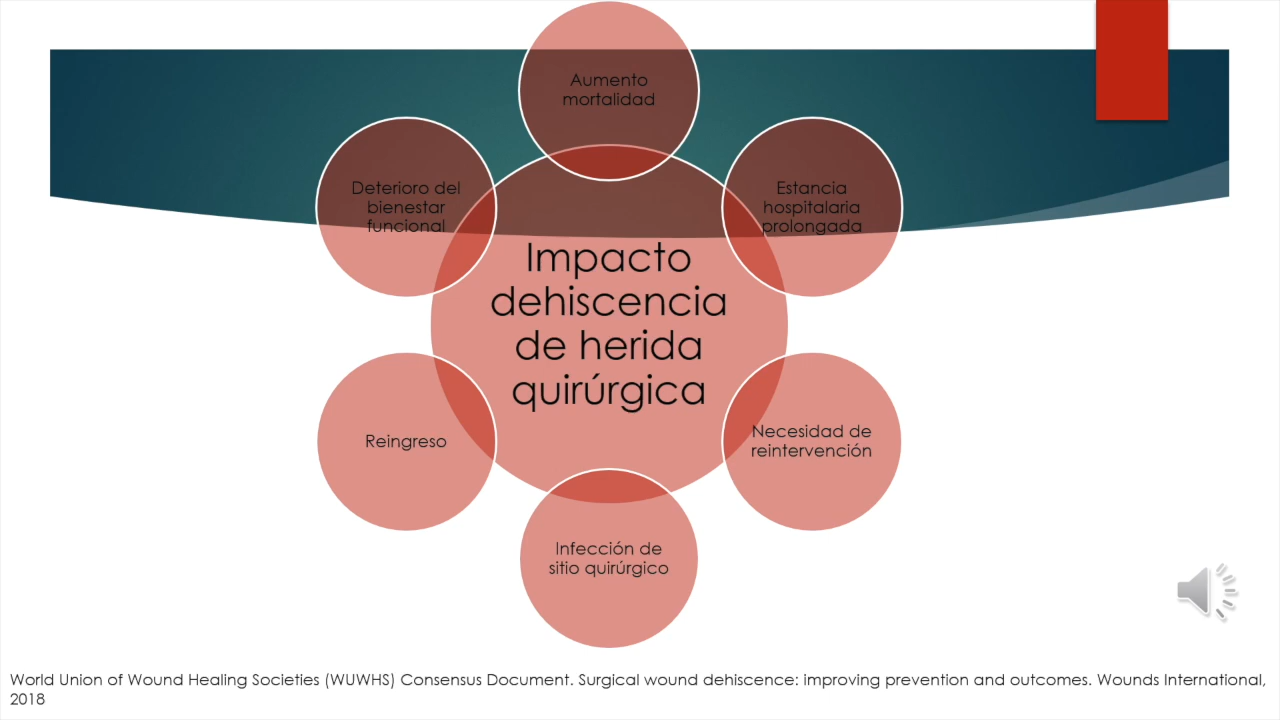 Aumento
mortalidad
Deterioro del
bienestar
funcional
Estancia
hospitalaria
prolongada
Impacto
dehiscencia
de herida
quirúrgica
Reingreso
Necesidad de
reintervención
Infección de
sitio quirúrgico
World Union of Wound Healing Societies (WUWHS) Consensus Document. Surgical wound dehiscence: improving prevention and outcomes. Wounds International,
2018